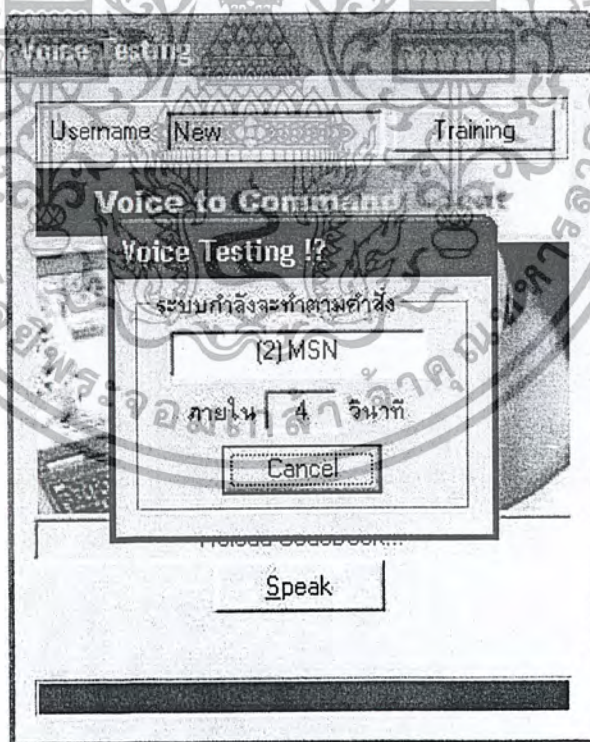 Voice Testing
Username New Training
Voice to Command
Voice Testing !?
ระบบกำลังจะทำตามคำสั่ง
(2) MSN
ภายใน 4 วินาที
Cancel
Speak